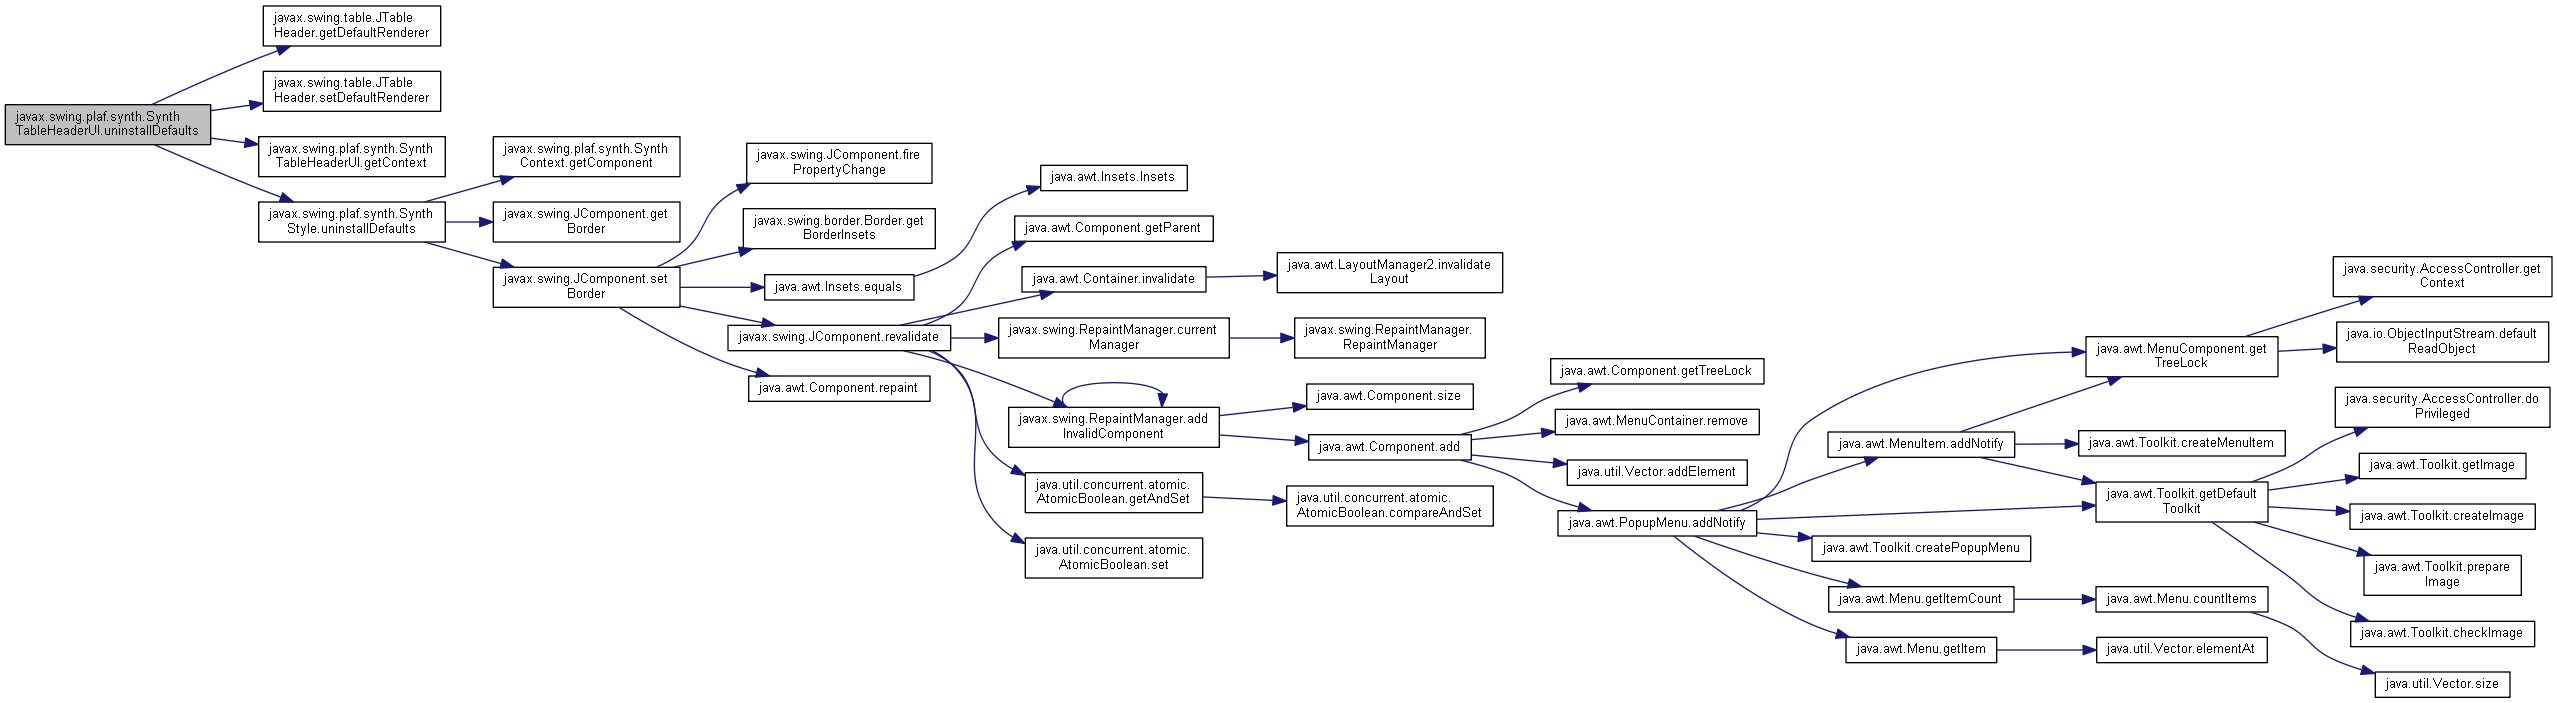 javax.swing.table.JTable
Header.getDefaultRenderer
javax.swing.table.JTable
Header.setDefaultRenderer
javax.swing.plaf.synth.Synth
TableHeaderUI.uninstallDefaults
javax.swing.plaf.synth.Synth
TableHeaderUI.getContext
javax.swing.plaf.synth.Synth
Style.uninstallDefaults
javax.swing.plaf.synth.Synth
Context.getComponent
javax.swing.JComponent.get
Border
javax.swing.JComponent.set
Border
javax.swing.JComponent.fire
PropertyChange
javax.swing.border.Border.get
BorderInsets
java.awt.Insets.equals
javax.swing.JComponent.revalidate
java.awt.Component.repaint
java.awt.Insets.Insets
java.awt.Component.getParent
java.awt.Container.invalidate
javax.swing.RepaintManager.current
Manager
javax.swing.RepaintManager.add
InvalidComponent
java.util.concurrent.atomic.
AtomicBoolean.getAndSet
java.util.concurrent.atomic.
AtomicBoolean.set
java.awt.LayoutManager2.invalidate
Layout
javax.swing.RepaintManager.
RepaintManager
java.awt.Component.size
java.awt.Component.add
java.util.concurrent.atomic.
AtomicBoolean.compareAndSet
java.awt.Component.getTreeLock
java.awt.MenuContainer.remove
java.util.Vector.addElement
java.awt.PopupMenu.addNotify
java.awt.MenuItem.addNotify
java.awt.Toolkit.createPopupMenu
java.awt.Menu.getItemCount
java.awt.Menu.getItem
java.awt.MenuComponent.get
TreeLock
java.awt.Toolkit.createMenuItem
java.awt.Toolkit.getDefault
Toolkit
java.awt.Menu.countItems
java.util.Vector.elementAt
java.security.AccessController.get
Context
java.io.ObjectInputStream.default
ReadObject
java.security.AccessController.do
Privileged
java.awt.Toolkit.getImage
java.awt.Toolkit.createImage
java.awt.Toolkit.prepare
Image
java.awt.Toolkit.checkImage
java.util.Vector.size